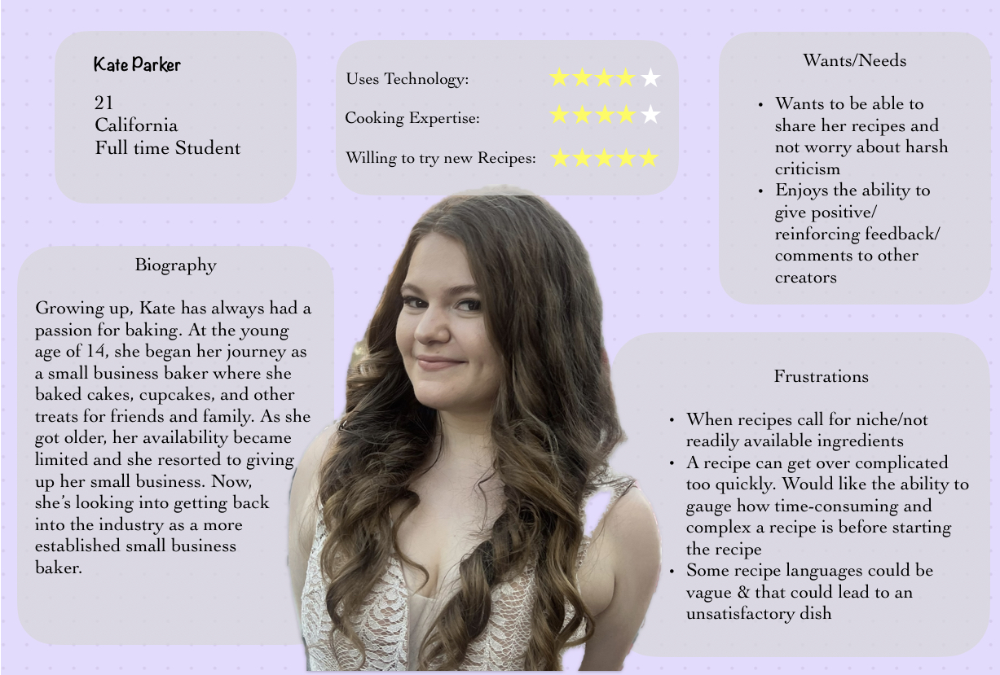 Kate Parker
21
California
Full time Student
Uses Technology:
Cooking Expertise:
Willing to try new Recipes:
Wants/Needs
• Wants to be able to
share her recipes and
not worry about harsh
criticism
• Enjoys the ability to
give positive/
reinforcing feedback/
comments to other
creators
Biography
Growing up, Kate has always had a
passion for baking. At the young
age of 14, she began her journey as
a small business baker where she
baked cakes, cupcakes, and other
treats for friends and family. As she
got older, her availability became
limited and she resorted to giving
up her small business. Now,
she’s looking into getting back
into the industry as a more
established small business
baker.
Frustrations
• When recipes call for niche/not
readily available ingredients
• A recipe can get over complicated
too quickly. Would like the ability to
gauge how time-consuming and
complex a recipe is before starting
the recipe
• Some recipe languages could be
vague & that could lead to an
unsatisfactory dish